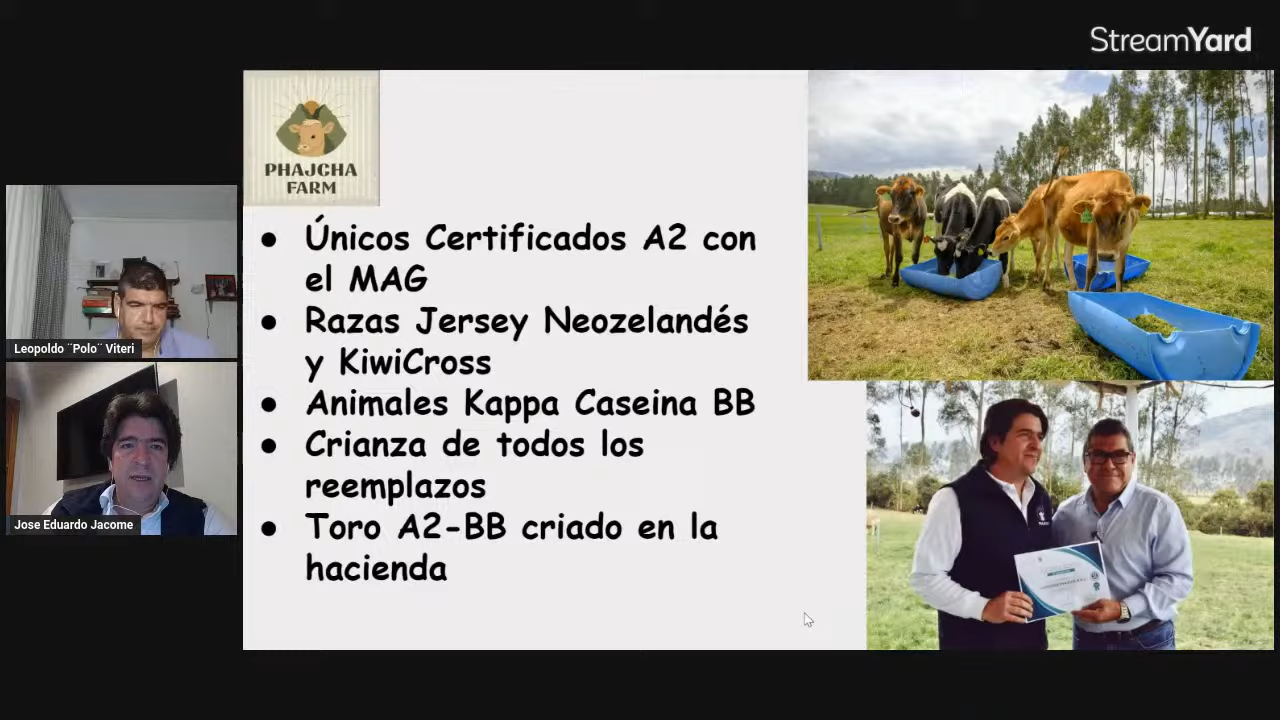 StreamYard
PHAJCHA
FARM
● Únicos Certificados A2 con
el MAG
● Razas Jersey Neozelandés
y KiwiCross
● Animales Kappa Caseina BB
● Crianza de todos los
reemplazos
● Toro A2-BB criado en la
hacienda
Leopoldo ¨Polo¨ Viteri
Jose Eduardo Jacome